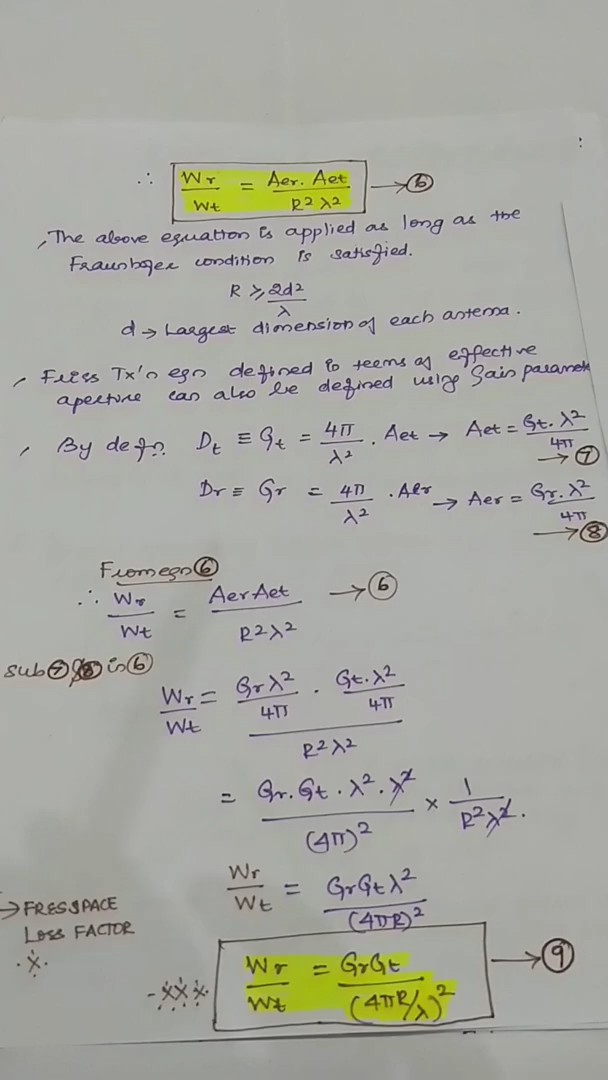 ∴ Wr/Wt = Aer. Aet / R²λ² → ⑥
, The above equation is applied as long as the
Fraunhofer condition is satisfied.
R ≥ 2d²/λ
d → Largest dimension of each antenna.
, Friss Tx'n eqn defined in terms of effective
aperture can also be defined using Gain paramet
, By defn. Dt ≡ Gt = 4π/λ² . Aet → Aet = Gt. λ²/4π → ⑦
Dr ≡ Gr = 4π/λ² . Aer → Aer = Gr. λ²/4π → ⑧
From eqn ⑥
∴ Wr/Wt = Aer Aet / R²λ² → ⑥
sub ⑦ & ⑧ in ⑥
Wr/Wt = Grλ²/4π . Gt.λ²/4π / R²λ²
= Gr. Gt . λ². λ² / (4π)² × 1 / R²λ².
Wr/Wt = GrGtλ² / (4πR)²
→ FRESSPACE
LOSS FACTOR
Wr/Wt = GrGt / (4πR/λ)² → ⑨